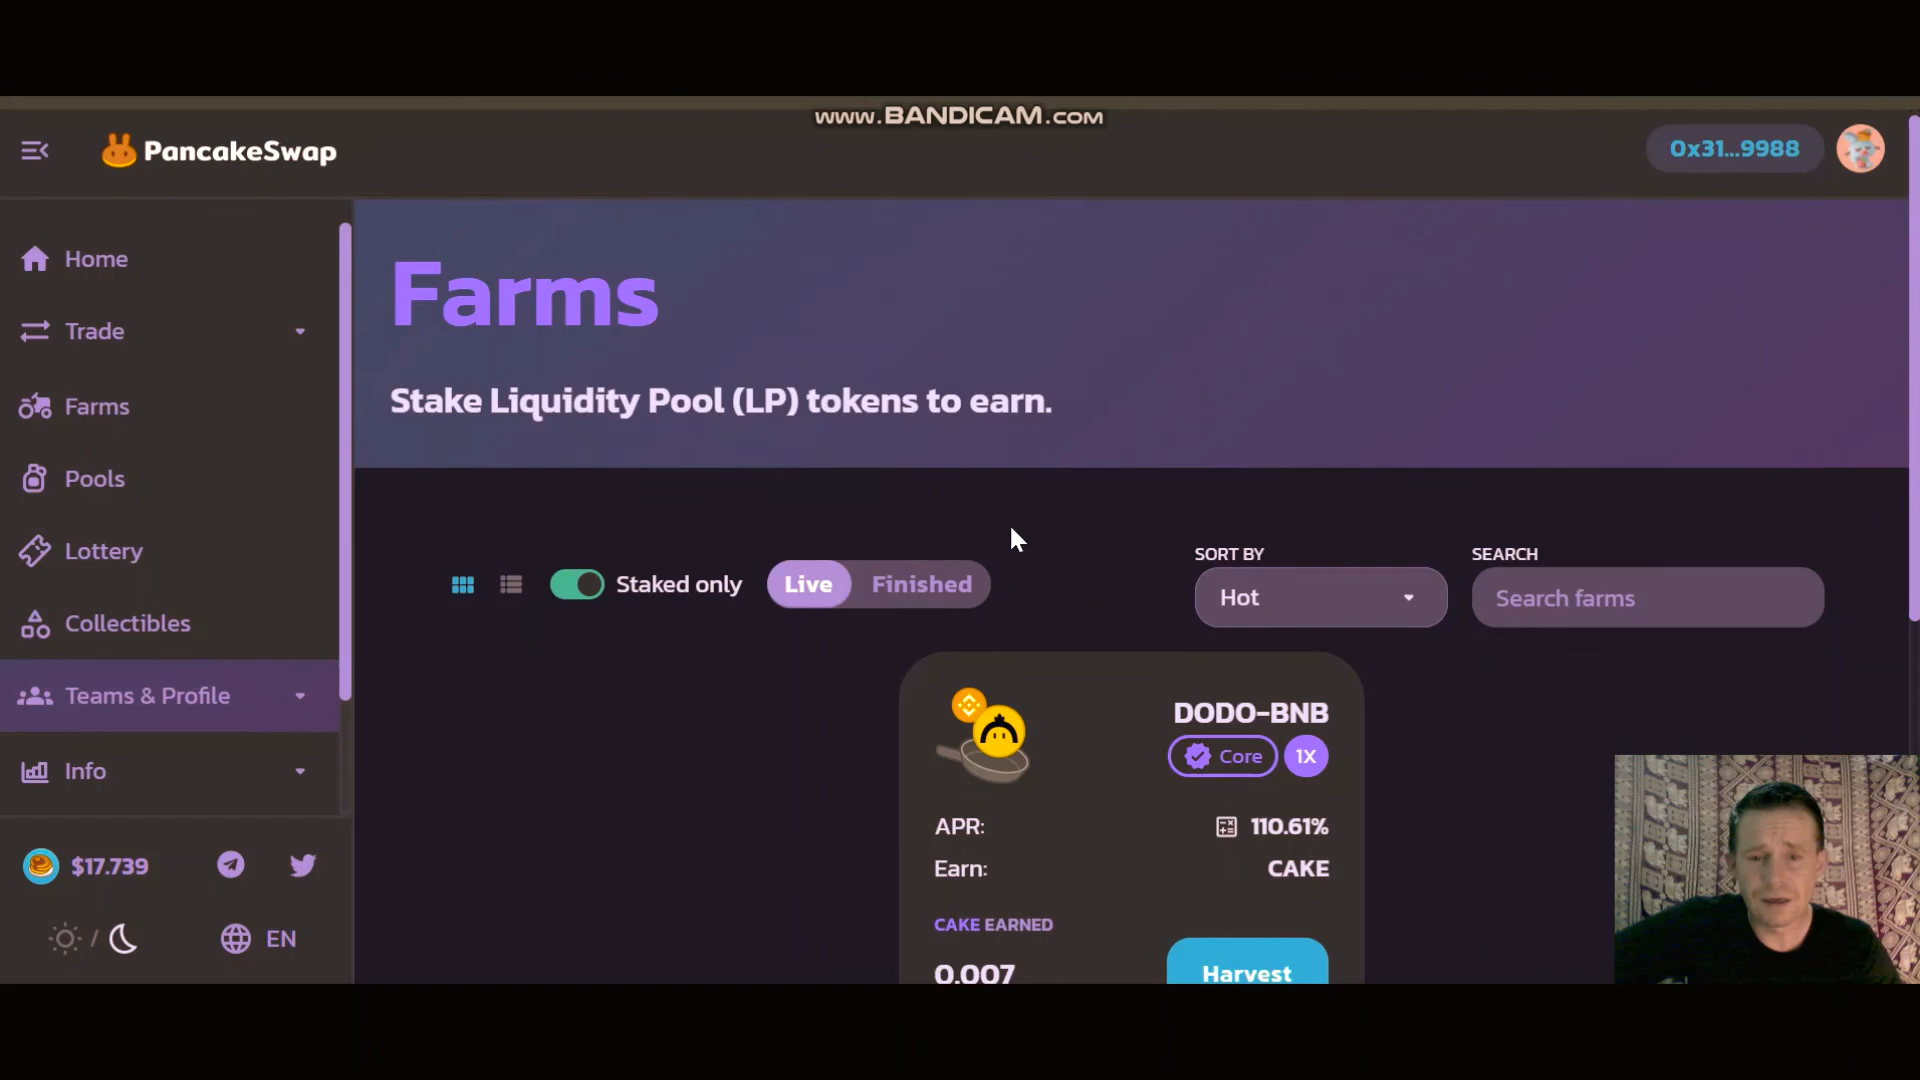 www.BANDICAM.com
PancakeSwap
0x31...9988
Home
Trade
Farms
Pools
Lottery
Collectibles
Teams & Profile
Info
$17.739
/
EN
Farms
Stake Liquidity Pool (LP) tokens to earn.
Staked only
Live
Finished
SORT BY
Hot
SEARCH
Search farms
DODO-BNB
Core
1X
APR:
110.61%
Earn:
CAKE
CAKE EARNED
0.007
Harvest